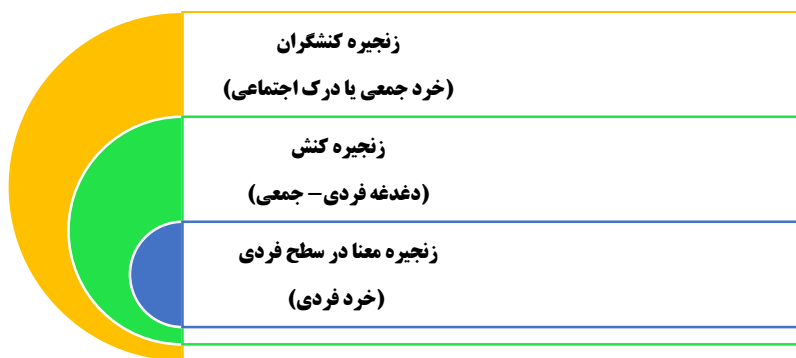 زنجیره کنشگران
(خرد جمعی یا درک اجتماعی)
زنجیره کنش
(دغدغه فردی- جمعی)
زنجیره معنا در سطح فردی
(خرد فردی)